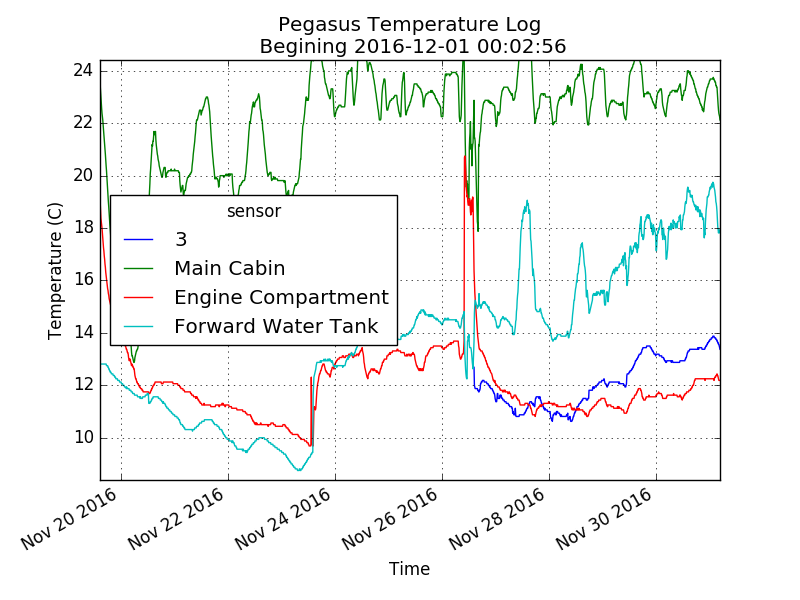 Pegasus Temperature Log
Begining 2016-12-01 00:02:56
24
22
20
18
16
14
12
10
Temperature (C)
sensor
3
Main Cabin
Engine Compartment
Forward Water Tank
Nov 20 2016
Nov 22 2016
Nov 24 2016
Nov 26 2016
Nov 28 2016
Nov 30 2016
Time